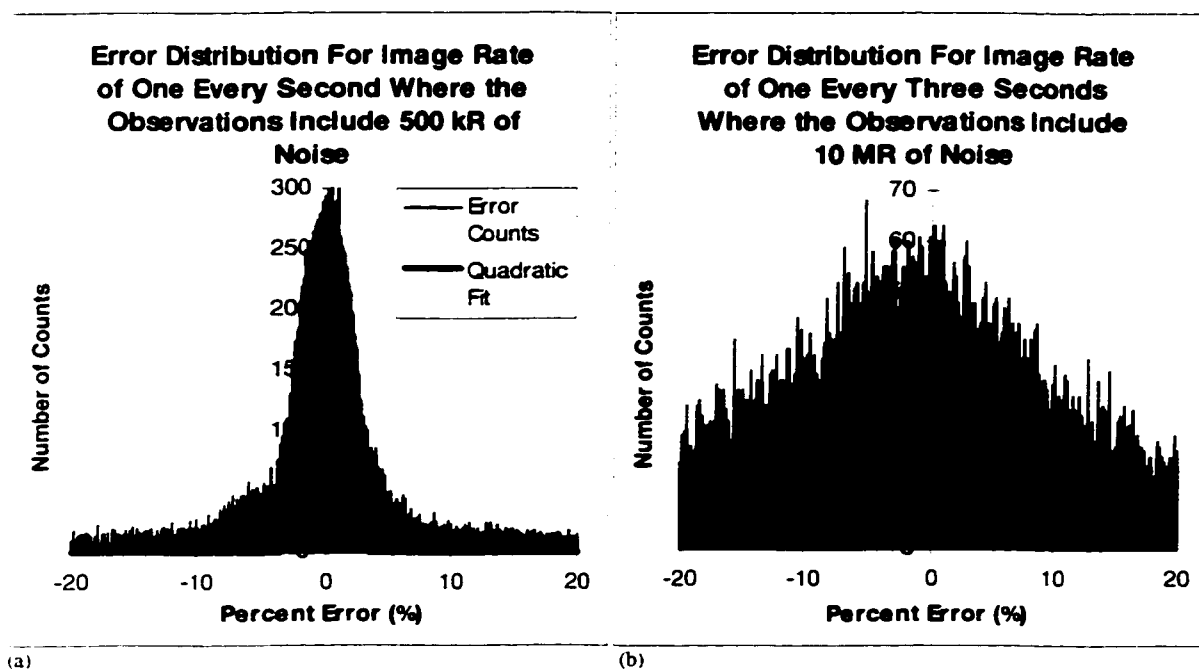 Error Distribution For Image Rate
of One Every Second Where the
Observations Include 500 kR of
Noise
300
250
Error
Counts
Quadratic
Fit
Number of Counts
-20
-10
0
10
20
Percent Error (%)
(a)
Error Distribution For Image Rate
of One Every Three Seconds
Where the Observations Include
10 MR of Noise
70
60
Number of Counts
-20
-10
0
10
20
Percent Error (%)
(b)